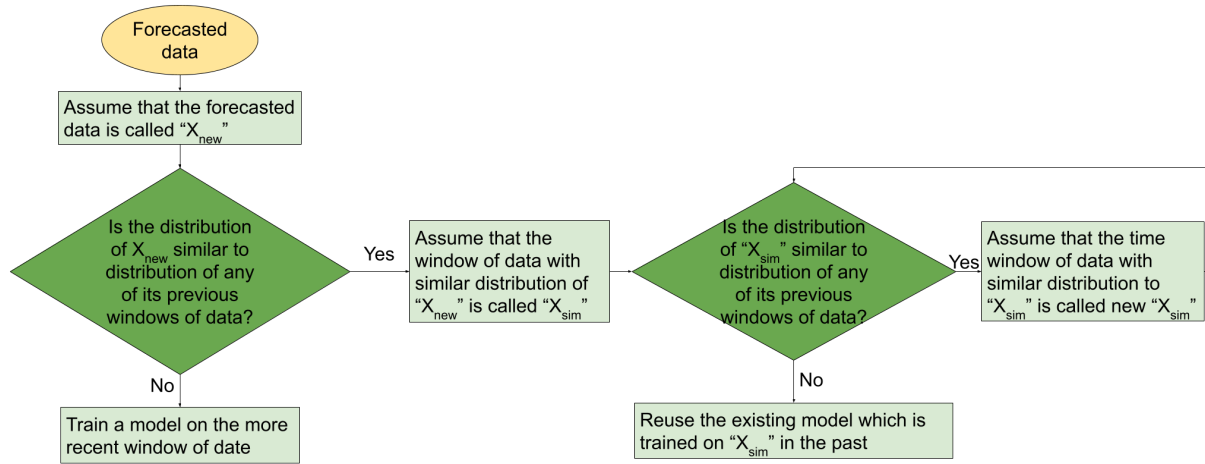 Forecasted
data
Assume that the forecasted
data is called “Xnew”
Is the distribution
of Xnew similar to
distribution of any
of its previous
windows of data?
Yes
Assume that the
window of data with
similar distribution of
“Xnew” is called “Xsim”
Is the distribution
of “Xsim” similar to
distribution of any
of its previous
windows of data?
Yes
Assume that the time
window of data with
similar distribution to
“Xsim” is called new “Xsim”
No
Train a model on the more
recent window of date
No
Reuse the existing model which is
trained on “Xsim” in the past